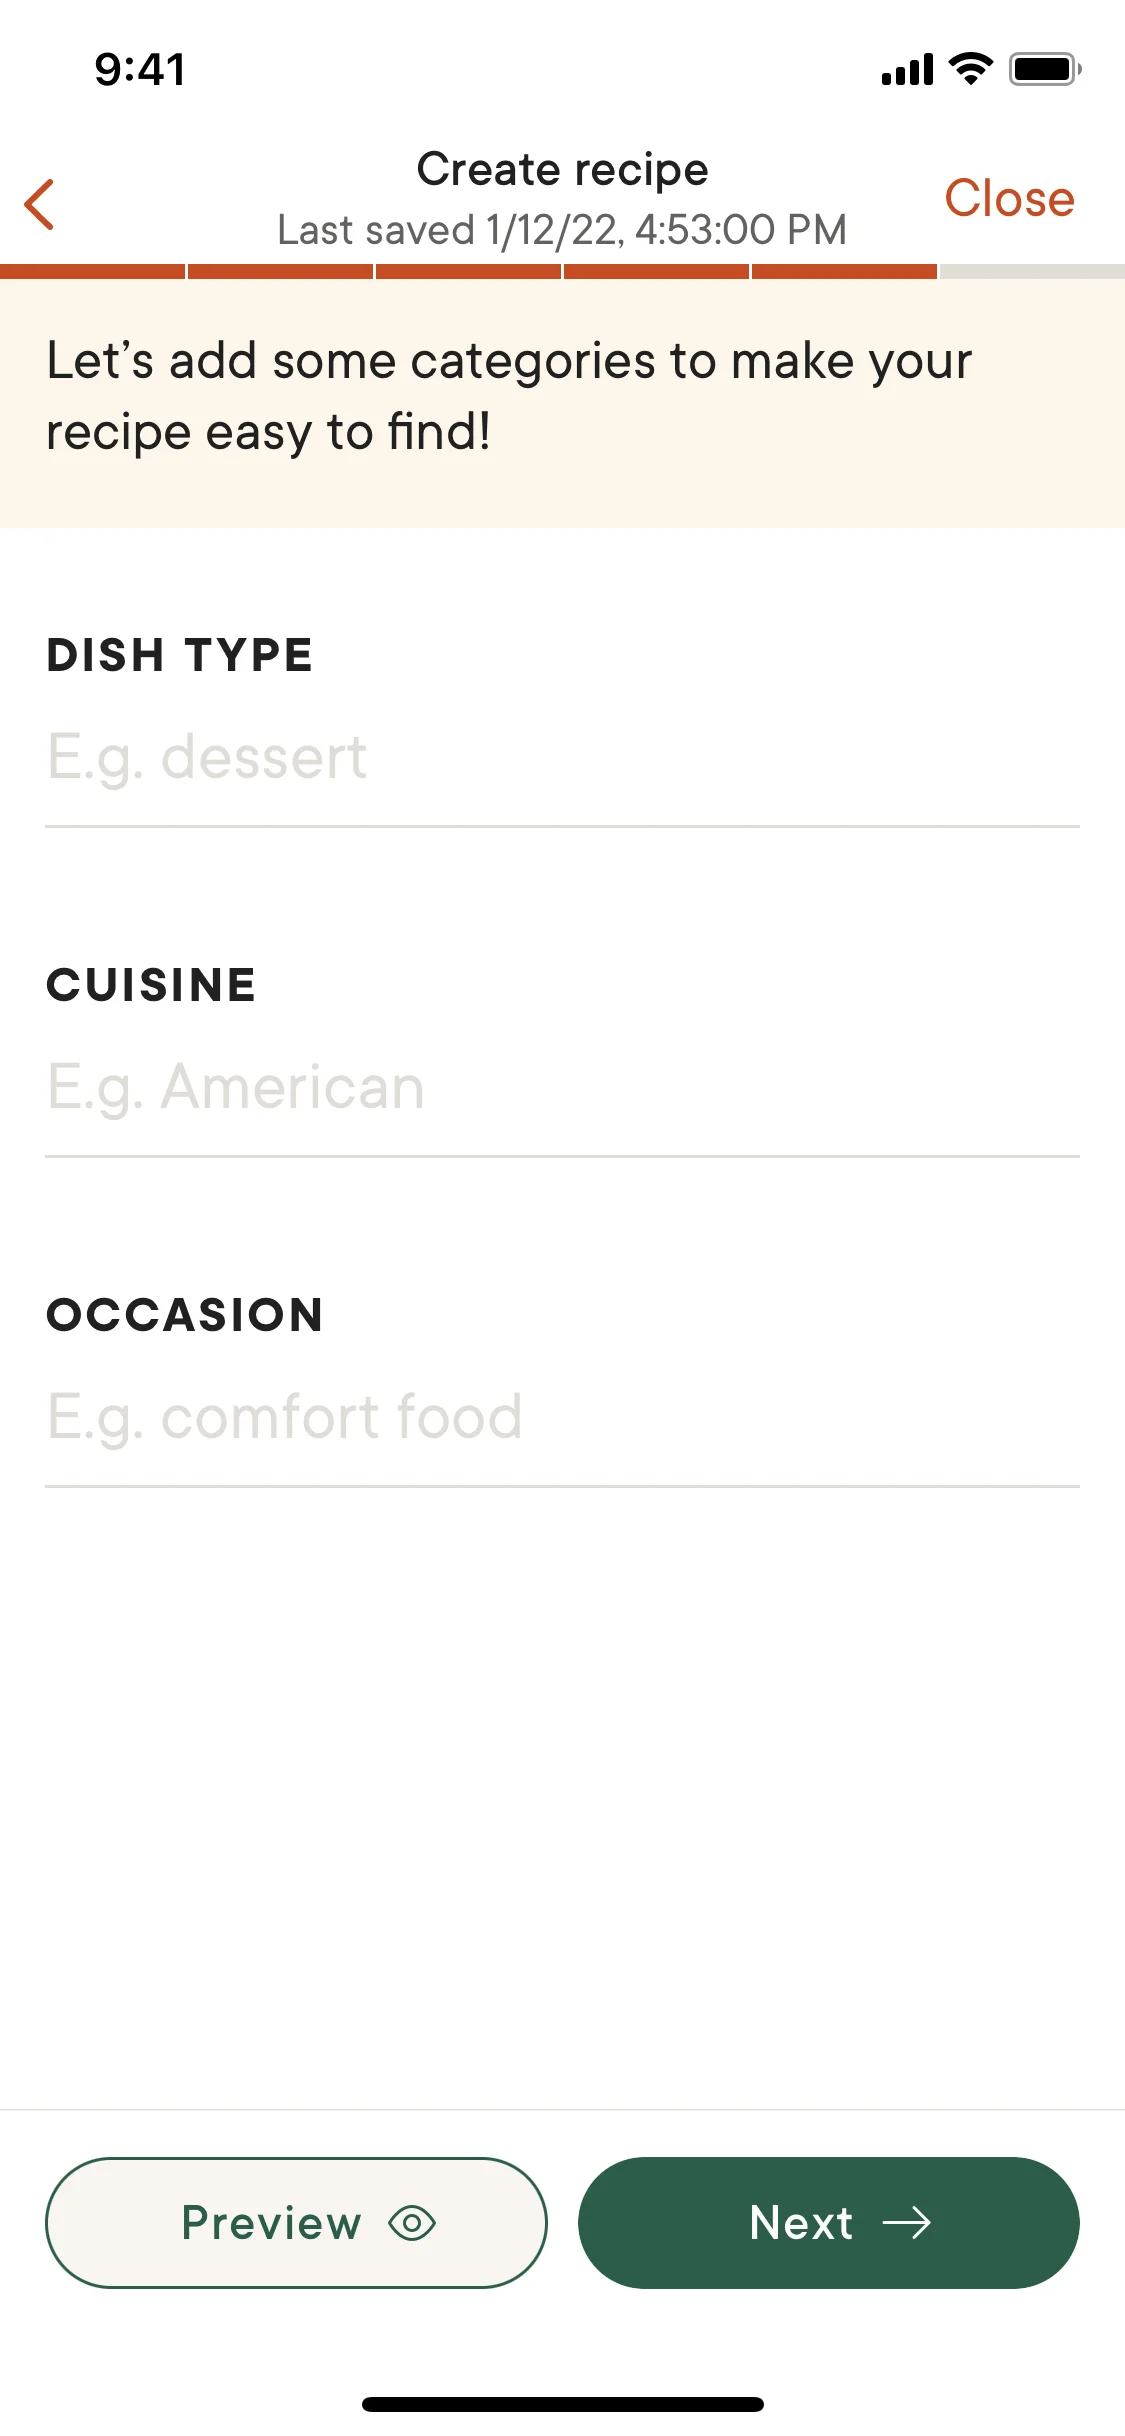 9:41
Create recipe
Close
Last saved 1/12/22, 4:53:00 PM
Let’s add some categories to make your
recipe easy to find!
DISH TYPE
E.g. dessert
CUISINE
E.g. American
OCCASION
E.g. comfort food
Preview
Next